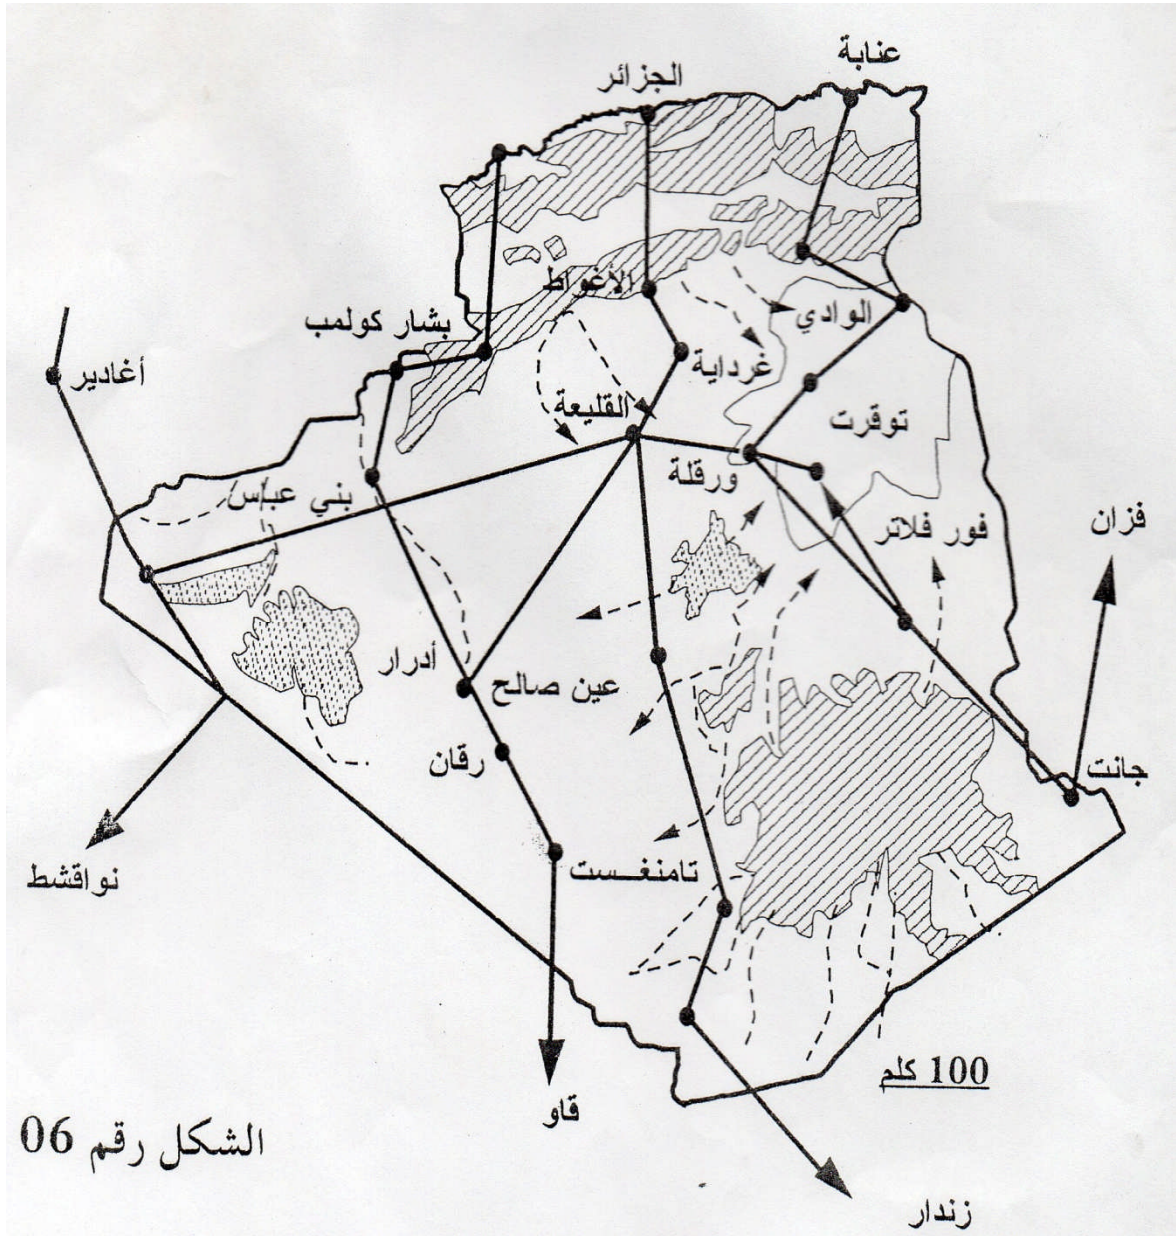 عنابة
الجزائر
الأغواط
الوادي
بشار كولمب
غرداية
أغادير
القليعة
توقرت
ورقلة
بني عباس
فزان
فور فلاتر
أدرار
عين صالح
رقان
جانت
تامنغست
نواقشط
100 كلم
قاو
الشكل رقم 06
زندار